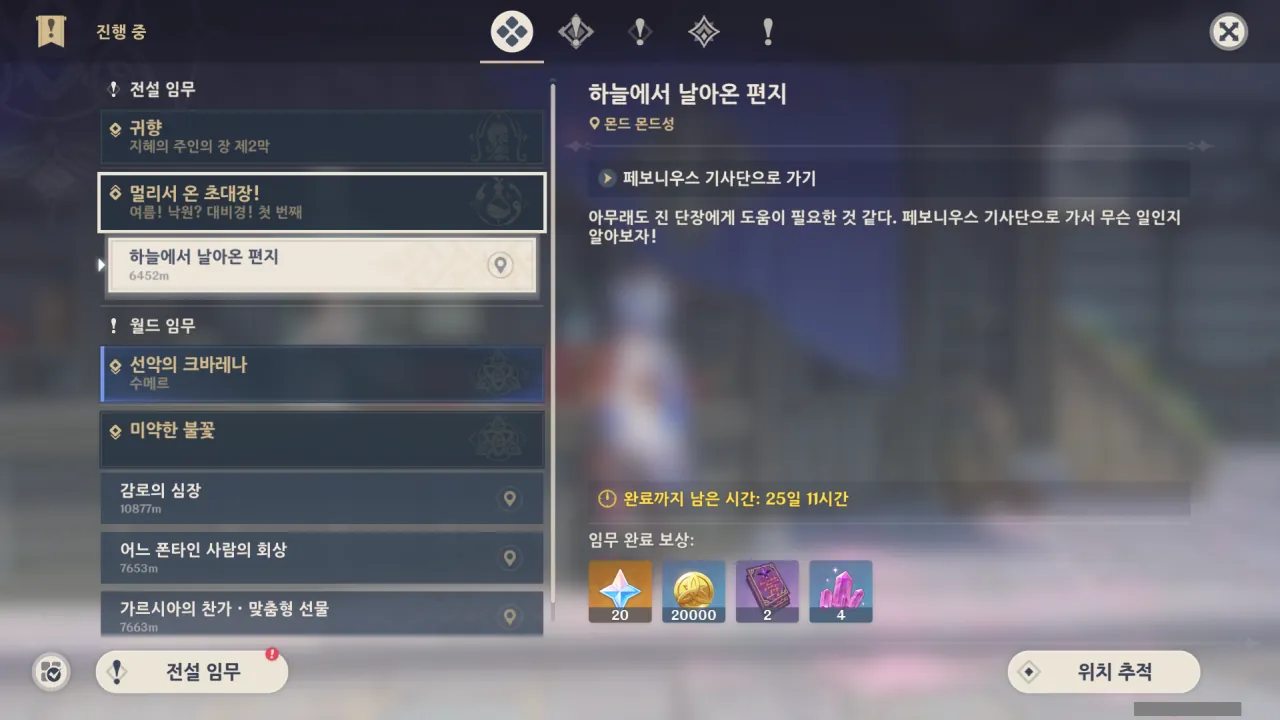 진행 중
전설 임무
귀향
지혜의 주인의 장 제2막
멀리서 온 초대장!
여름! 낙원? 대비경! 첫 번째
하늘에서 날아온 편지
6452m
월드 임무
선악의 크바레나
수메르
미약한 불꽃
감로의 심장
10877m
어느 폰타인 사람의 회상
7653m
가르시아의 찬가 · 맞춤형 선물
7663m
전설 임무
하늘에서 날아온 편지
몬드 몬드성
페보니우스 기사단으로 가기
아무래도 진 단장에게 도움이 필요한 것 같다. 페보니우스 기사단으로 가서 무슨 일인지
알아보자!
완료까지 남은 시간: 25일 11시간
임무 완료 보상:
20
20000
2
4
위치 추적